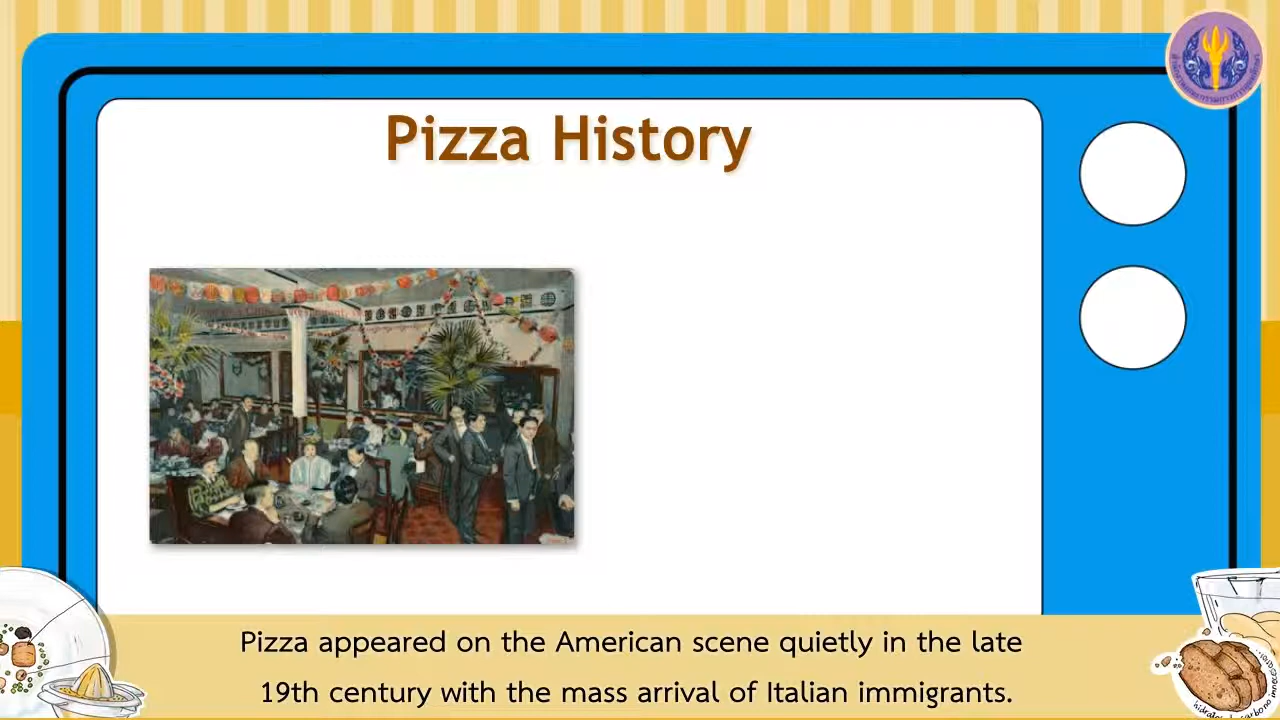 Pizza History
Pizza appeared on the American scene quietly in the late
19th century with the mass arrival of Italian immigrants.